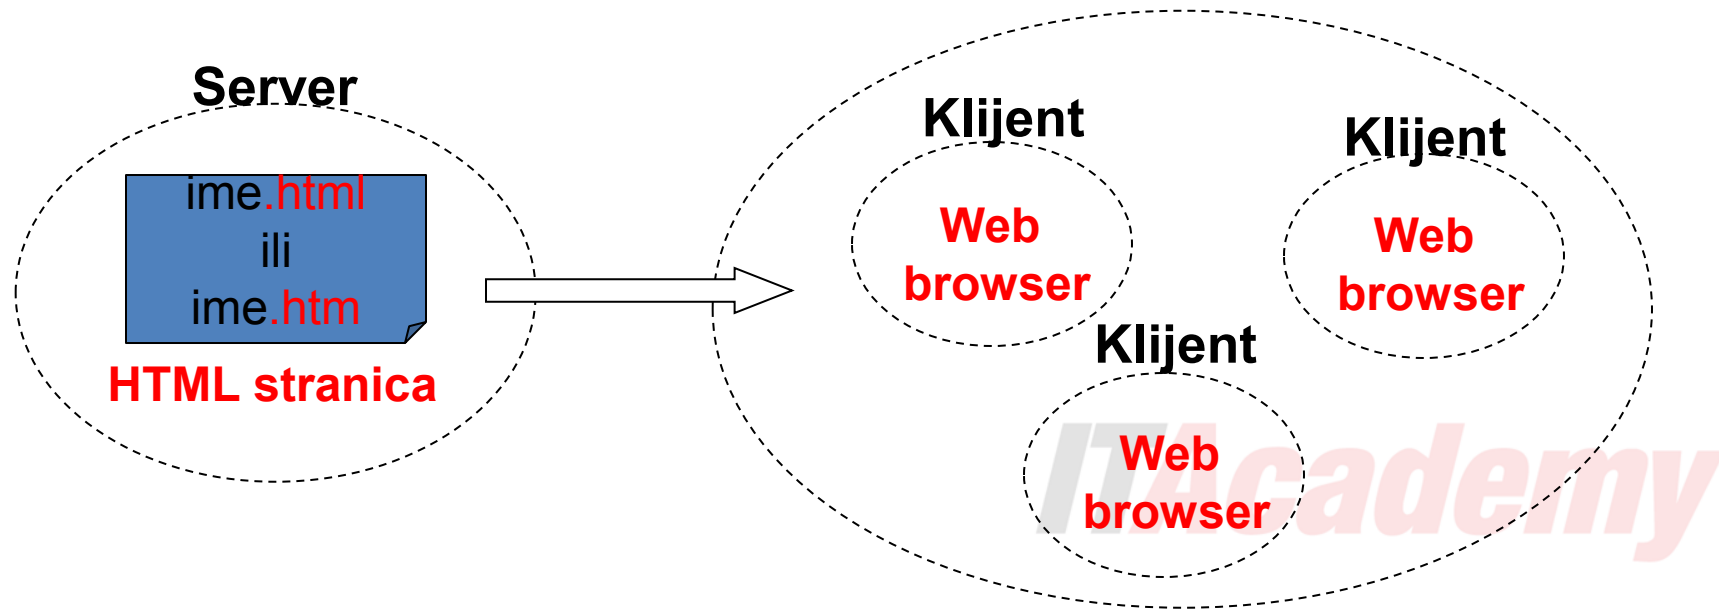 Server
ime.html
ili
ime.htm
HTML stranica
Klijent
Web
browser
Klijent
Web
browser
Klijent
Web
browser
ITAcademy